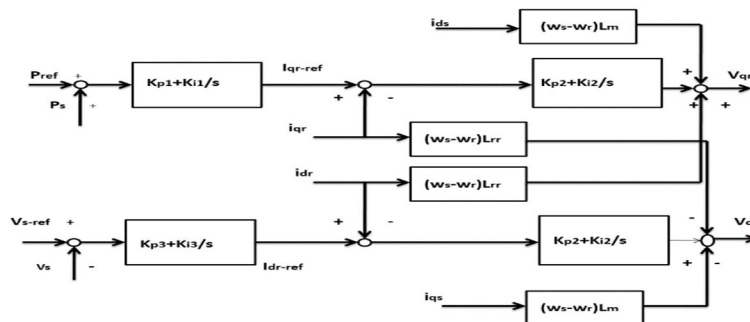 ids
(ws-wr)Lm
Pref
+
Ps
+
Kp1+Ki1/s
Iqr-ref
+
-
Kp2+Ki2/s
+
+
+
Vqr
iqr
(ws-wr)Lrr
idr
(ws-wr)Lrr
Vs-ref
+
Vs
-
Kp3+Ki3/s
Idr-ref
+
-
Kp2+Ki2/s
-
+
-
iqs
(ws-wr)Lm